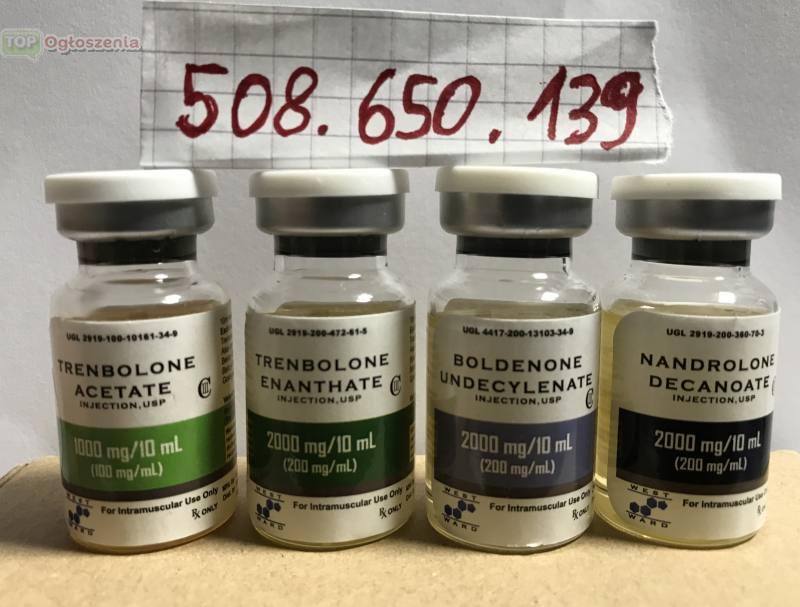 TOP Ogłoszenia
508.650.139
UGL 2919-100-10161-34-9
TRENBOLONE
ACETATE
INJECTION, USP
CIII
1000 mg/10 mL
(100 mg/mL)
For Intramuscular Use Only
Rx ONLY
WEST
WARD
UGL 2919-200-472-61-5
TRENBOLONE
ENANTHATE
INJECTION, USP
CIII
2000 mg/10 mL
(200 mg/mL)
For Intramuscular Use Only
Rx ONLY
WEST
WARD
UGL 4417-200-13103-34-9
BOLDENONE
UNDECYLENATE
INJECTION, USP
2000 mg/10 mL
(200 mg/mL)
For Intramuscular Use Only
Rx ONLY
WEST
WARD
UGL 2919-200-360-70-3
NANDROLONE
DECANOATE
INJECTION, USP
2000 mg/10 mL
(200 mg/mL)
For Intramuscular Use Only
Rx ONLY
WEST
WARD